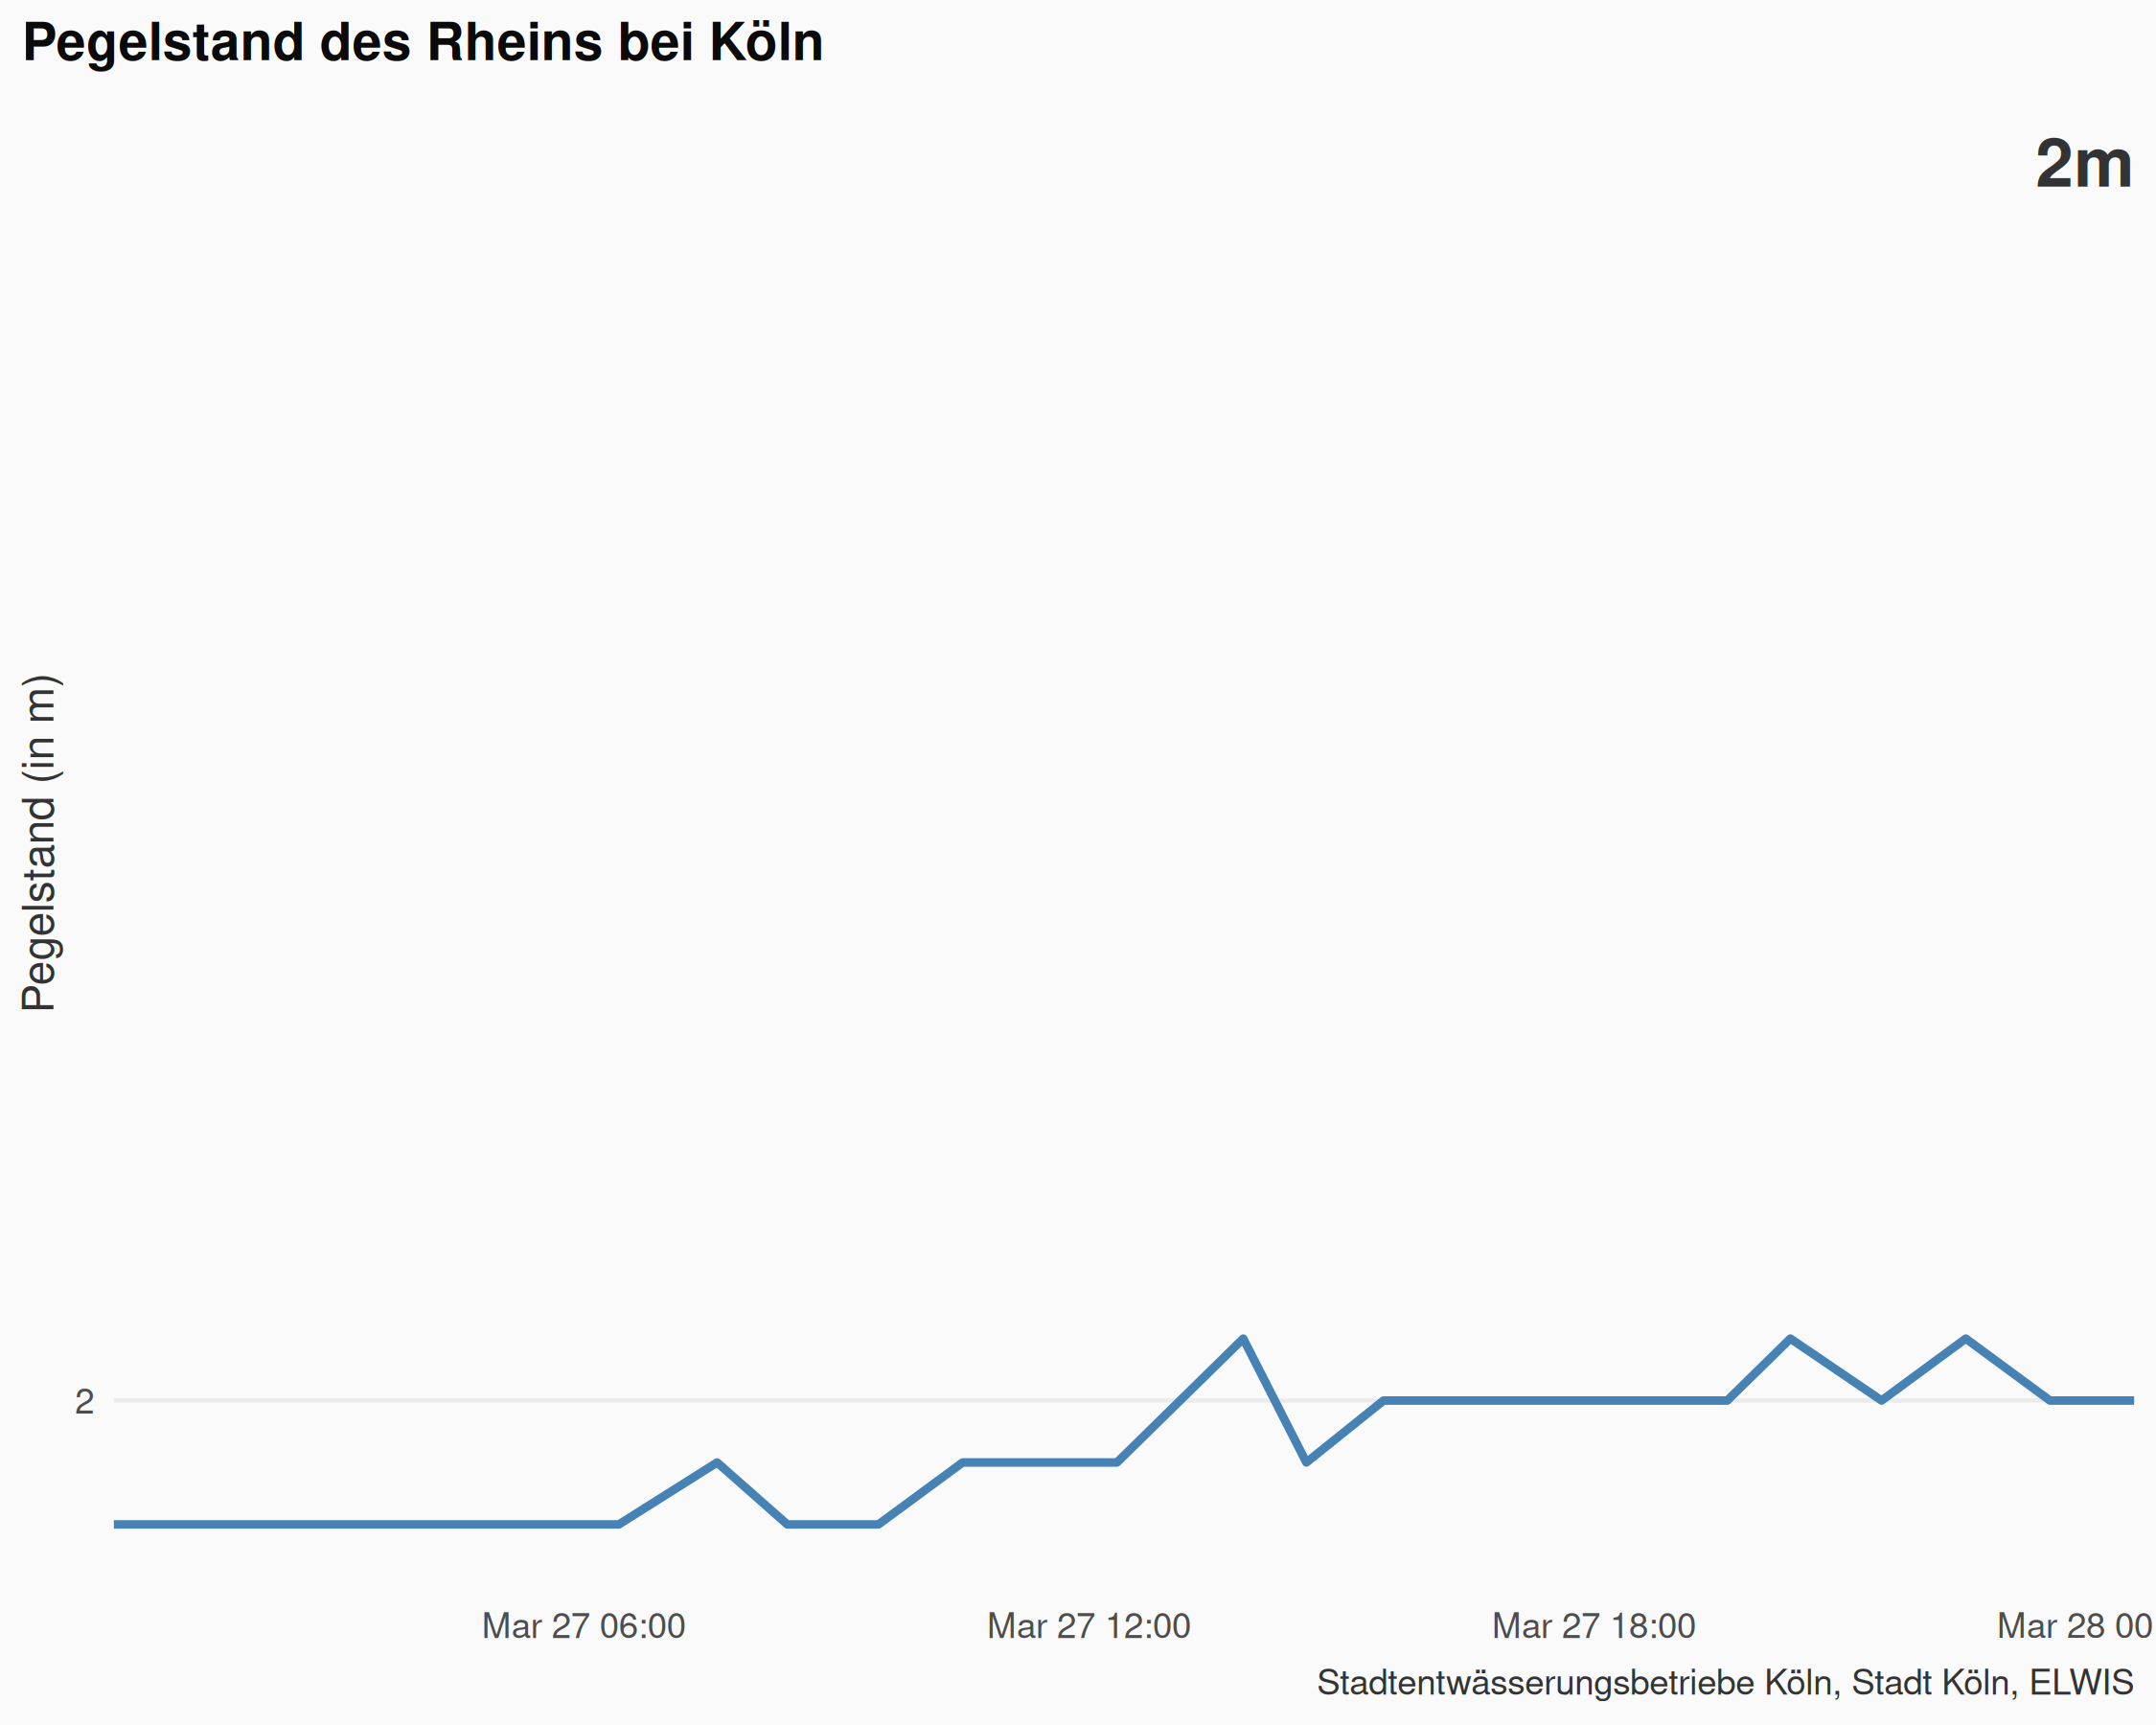 Pegelstand des Rheins bei Köln
2m
Pegelstand (in m)
2
Mar 27 06:00
Mar 27 12:00
Mar 27 18:00
Mar 28 00
Stadtentwässerungsbetriebe Köln, Stadt Köln, ELWIS